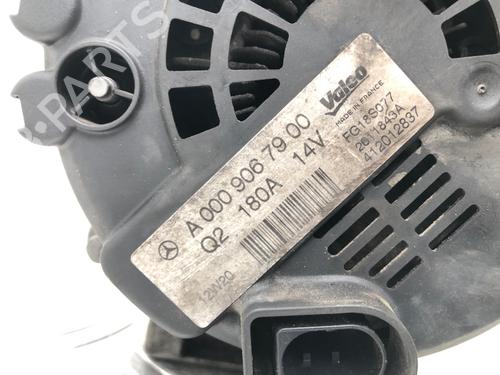 Valeo
MADE IN FRANCE
A 000 906 79 00
Q2 180A 14V
FG18S077
2611843A
412012837
12W20
PARTS